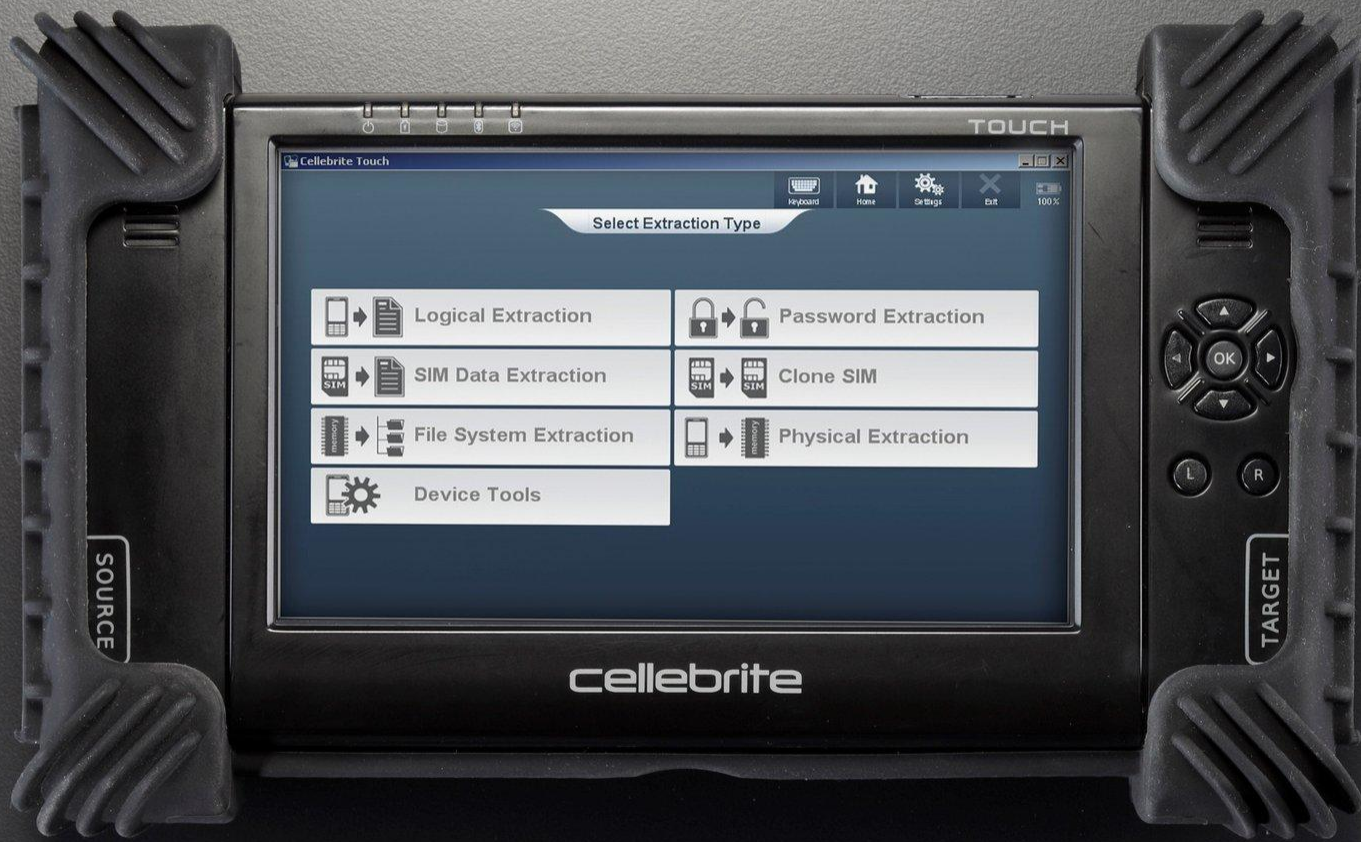 TOUCH
Cellebrite Touch
Keyboard
Home
Settings
Exit
100%
Select Extraction Type
Logical Extraction
Password Extraction
SIM
SIM Data Extraction
SIM
SIM
Clone SIM
memory
File System Extraction
memory
Physical Extraction
Device Tools
OK
L
R
SOURCE
TARGET
cellebrite